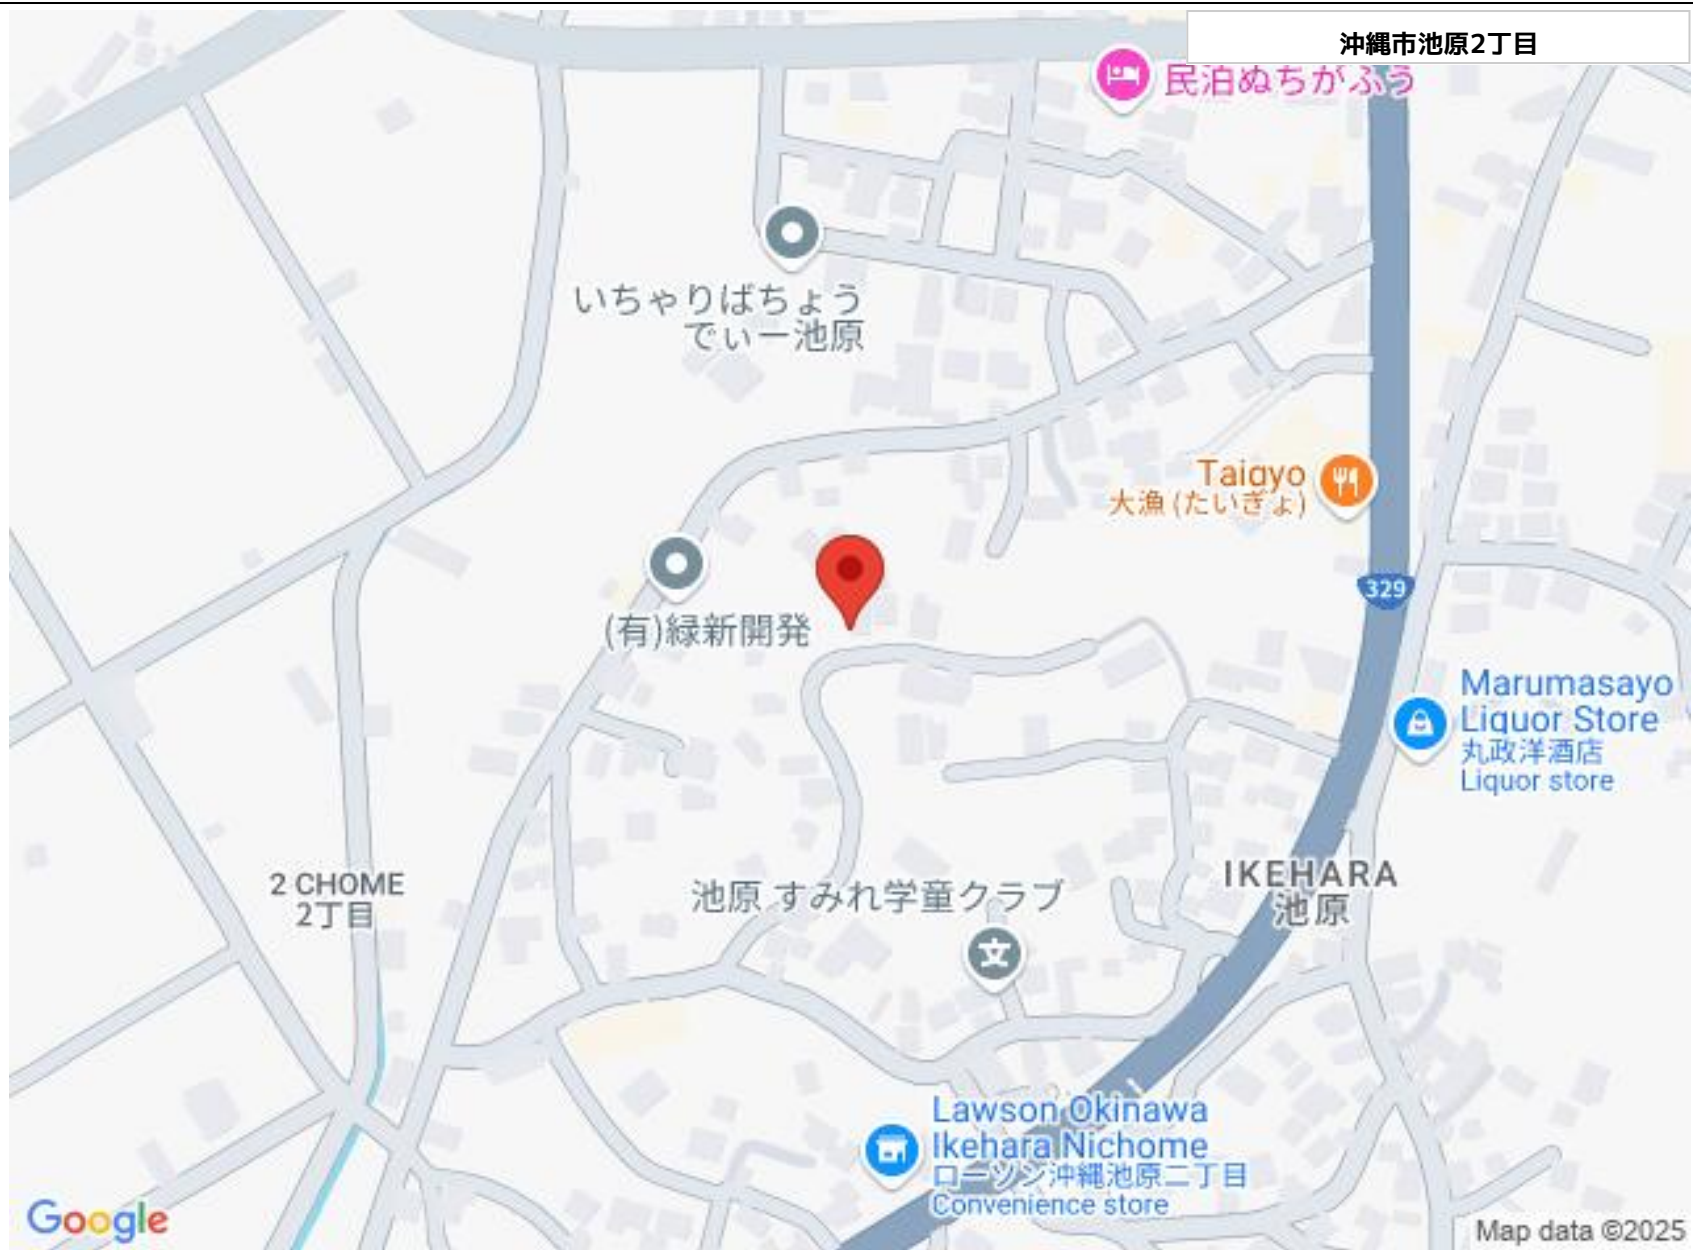 沖縄市池原2丁目
民泊ぬちがふう
いちゃりばちょう
でぃー池原
Taigyo
大漁 (たいぎょ)
329
(有)緑新開発
Marumasayo
Liquor Store
丸政洋酒店
Liquor store
2 CHOME
2丁目
池原 すみれ学童クラブ
文
IKEHARA
池原
Lawson Okinawa
Ikehara Nichome
ローソン沖縄池原二丁目
Convenience store
Google
Map data ©2025